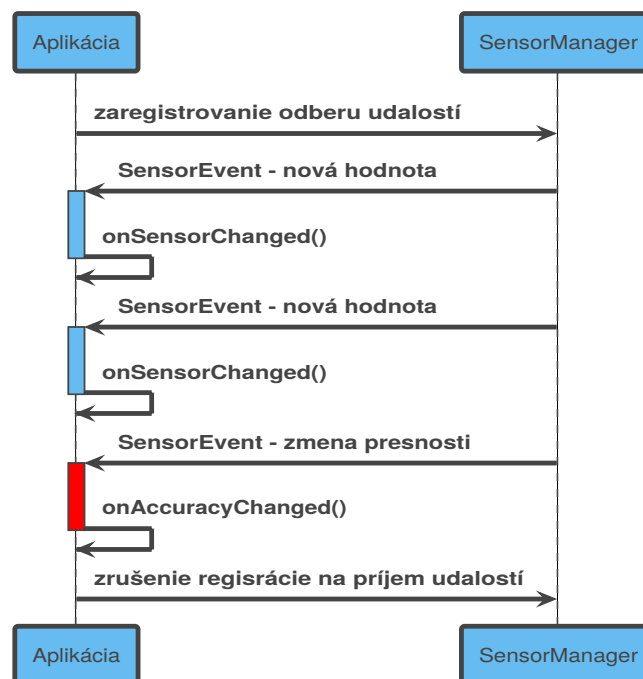 Aplikácia
SensorManager
zaregistrovanie odberu udalostí
SensorEvent - nová hodnota
onSensorChanged()
SensorEvent - nová hodnota
onSensorChanged()
SensorEvent - zmena presnosti
onAccuracyChanged()
zrušenie regisrácie na príjem udalostí
Aplikácia
SensorManager